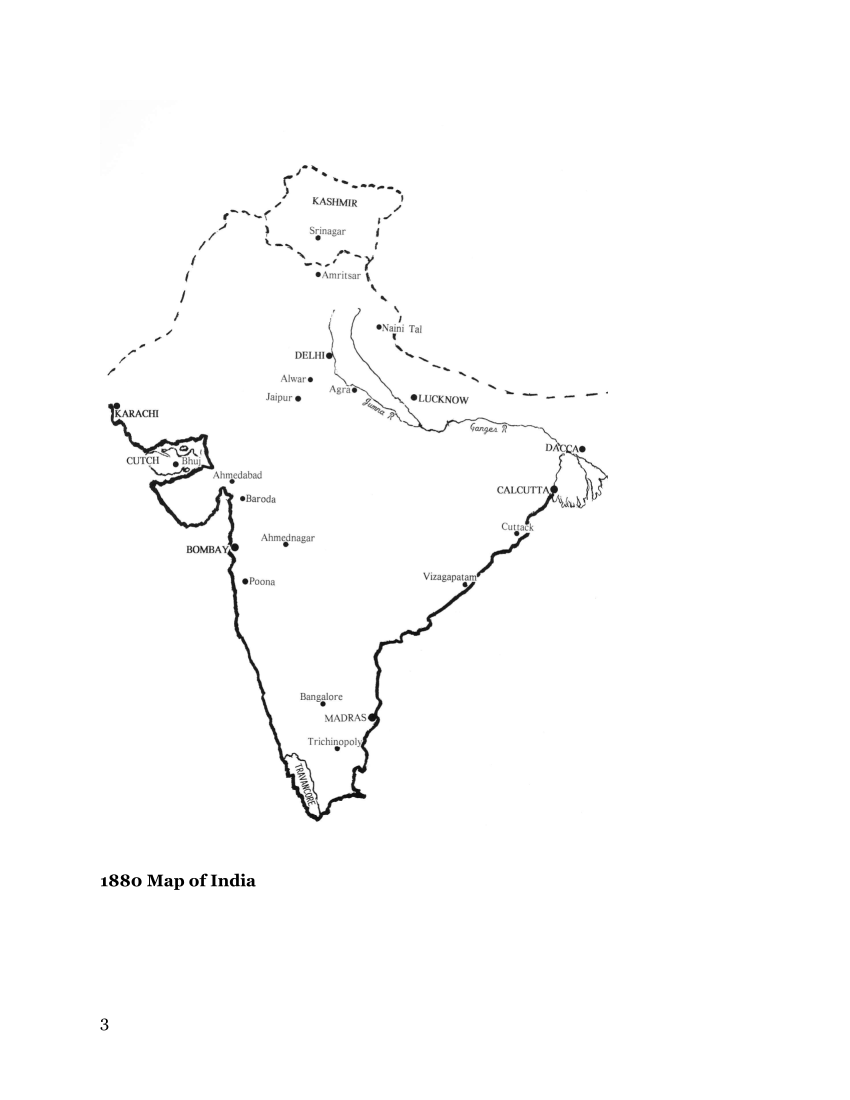 KASHMIR
Srinagar
Amritsar
Naini Tal
DELHI
Alwar
Agra
Jaipur
LUCKNOW
Jumna R
KARACHI
Ganges R
DACCA
CUTCH
Bhuj
Ahmedabad
CALCUTTA
Baroda
Cuttack
Ahmednagar
BOMBAY
Vizagapatam
Poona
Bangalore
MADRAS
Trichinopoly
TRAVANCORE
1880 Map of India
3